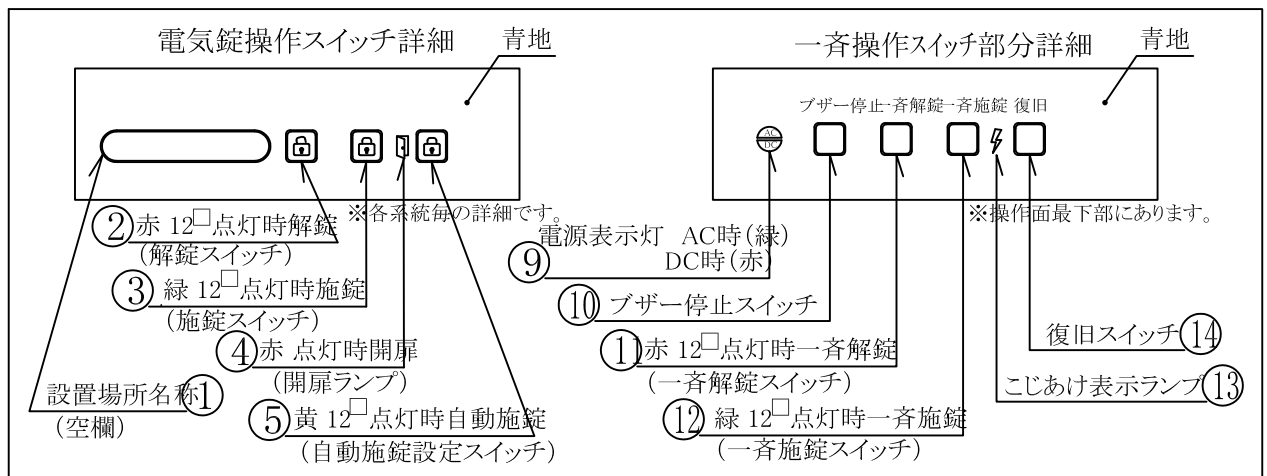 電気錠操作スイッチ詳細
青地
※各系統毎の詳細です。
② 赤 12□点灯時解錠
(解錠スイッチ)
③ 緑 12□点灯時施錠
(施錠スイッチ)
④ 赤 点灯時開扉
(開扉ランプ)
設置場所名称 ①
(空欄)
⑤ 黄 12□点灯時自動施錠
(自動施錠設定スイッチ)
一斉操作スイッチ部分詳細
青地
ブザー停止 一斉解錠 一斉施錠 復旧
AC
DC
※操作面最下部にあります。
⑨ 電源表示灯 AC時(緑)
DC時(赤)
⑩ ブザー停止スイッチ
⑪ 赤 12□点灯時一斉解錠
(一斉解錠スイッチ)
復旧スイッチ ⑭
こじあけ表示ランプ ⑬
⑫ 緑 12□点灯時一斉施錠
(一斉施錠スイッチ)